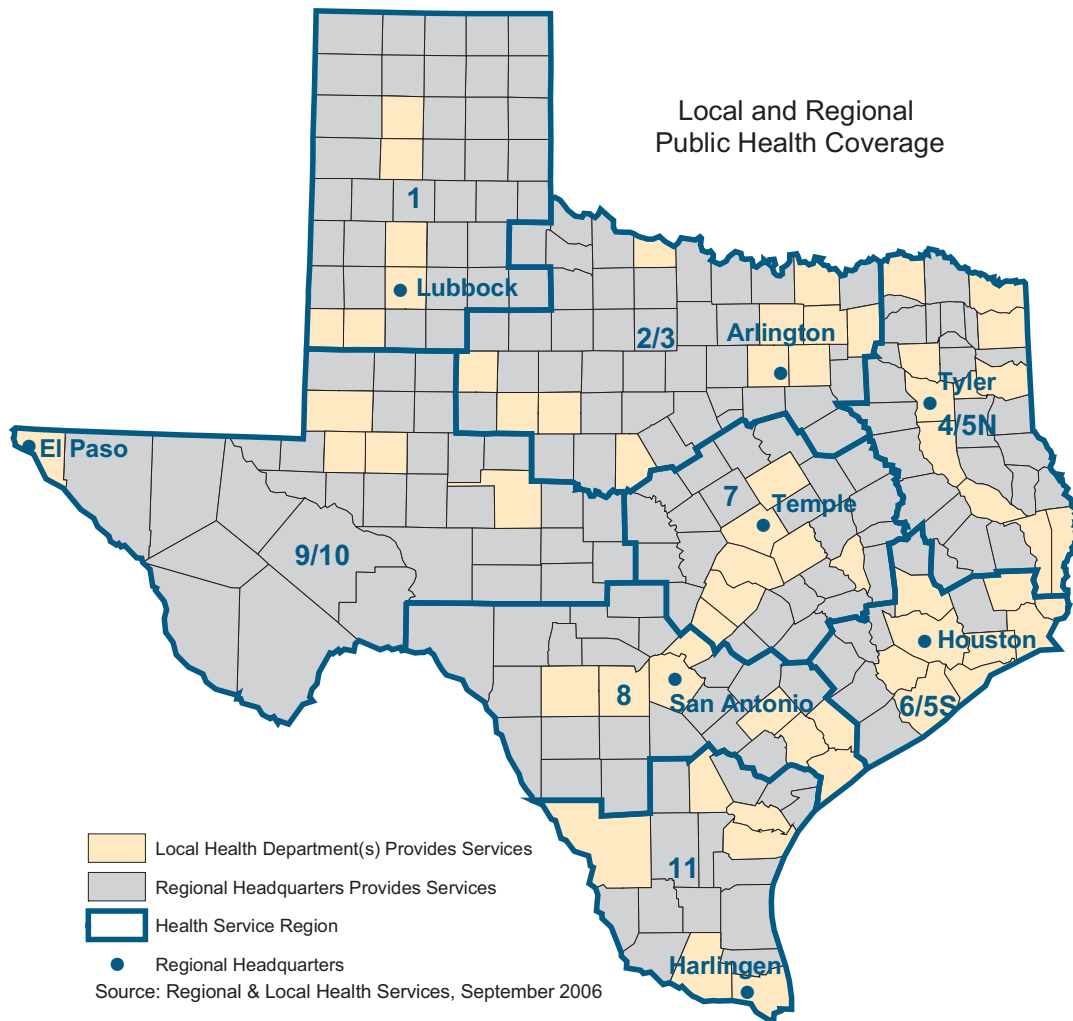 Local and Regional
Public Health Coverage
1
Lubbock
2/3
Arlington
Tyler
4/5N
El Paso
7
Temple
9/10
Houston
8
San Antonio
6/5S
11
Harlingen
Local Health Department(s) Provides Services
Regional Headquarters Provides Services
Health Service Region
Regional Headquarters
Source: Regional & Local Health Services, September 2006